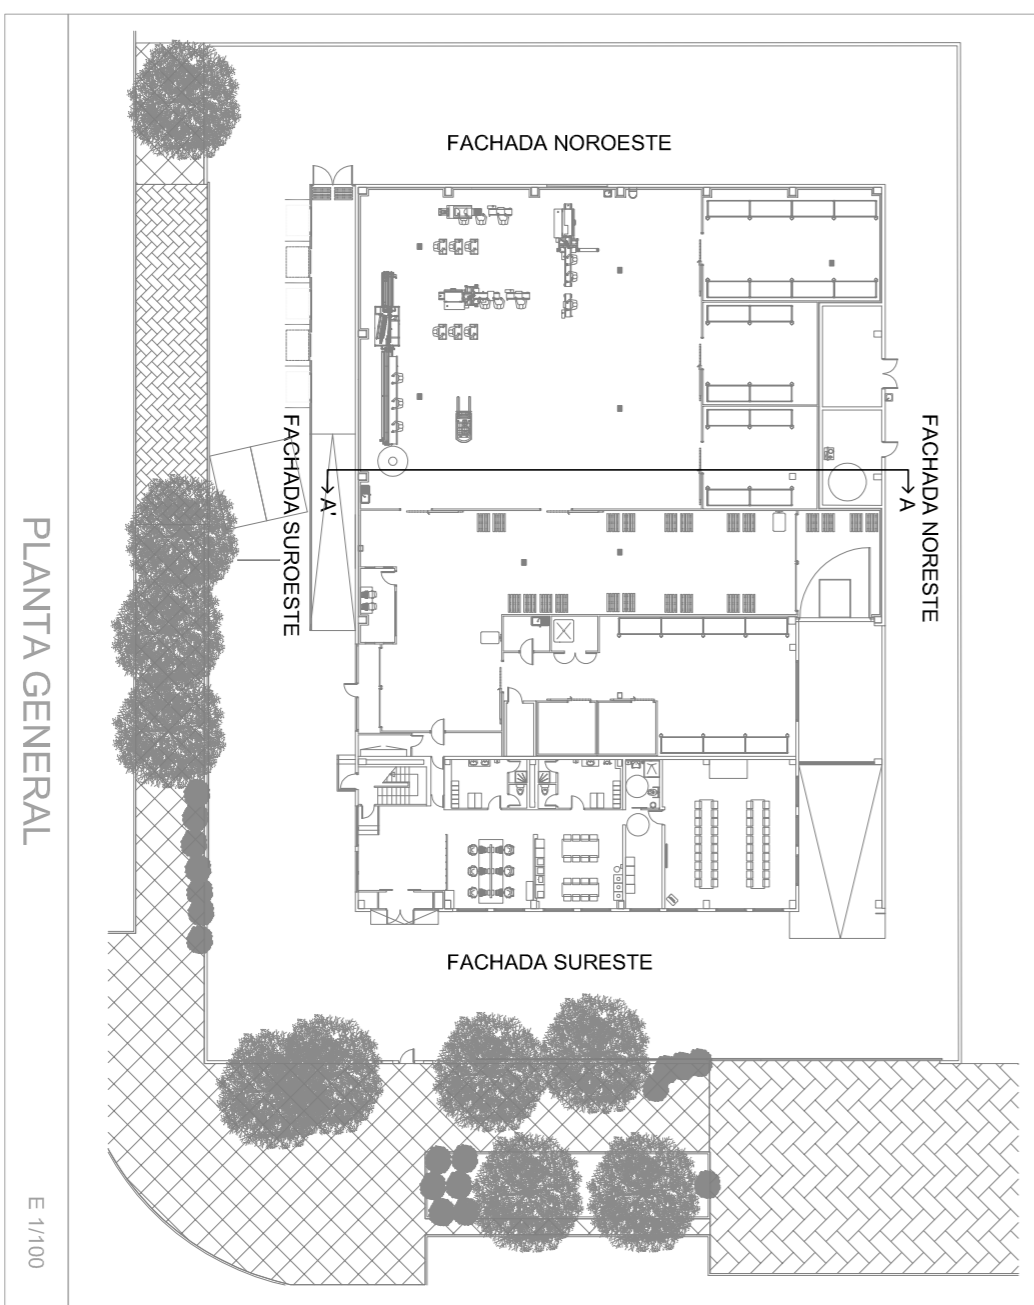 FACHADA NOROESTE
FACHADA SUROESTE
A'
A
FACHADA NORESTE
FACHADA SURESTE
PLANTA GENERAL
E 1/100